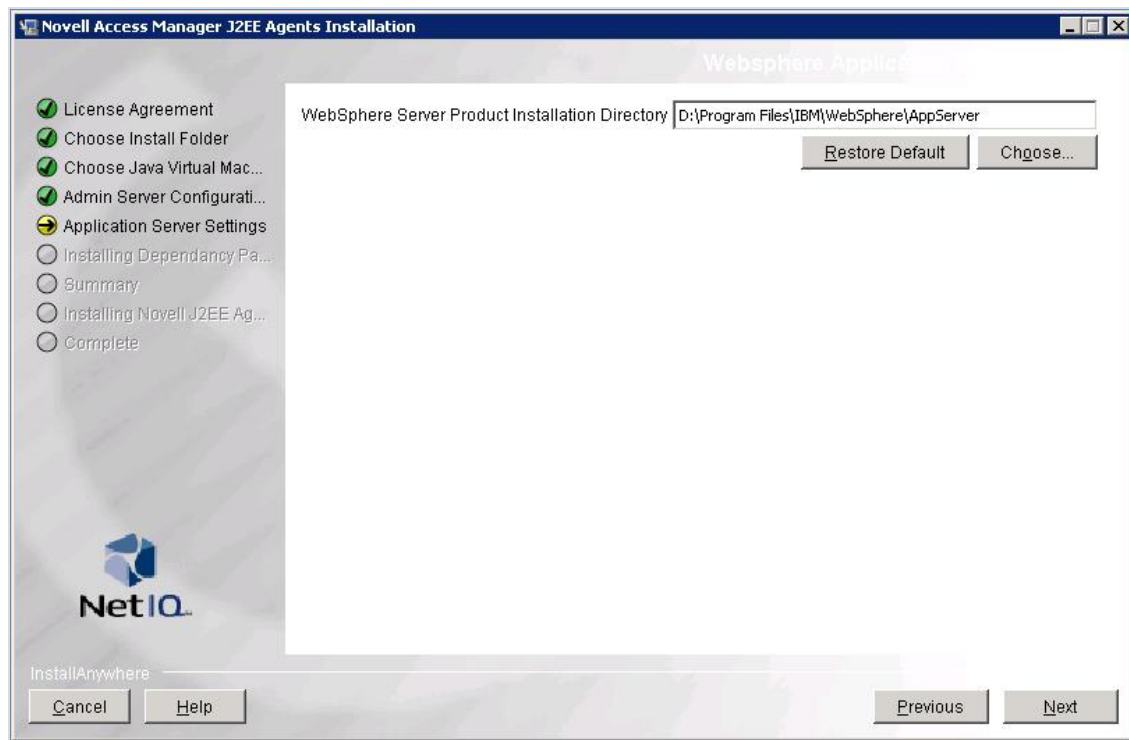 Novell Access Manager J2EE Agents Installation
Websphere Applic
License Agreement
Choose Install Folder
Choose Java Virtual Mac...
Admin Server Configurati...
Application Server Settings
Installing Dependancy Pa...
Summary
Installing Novell J2EE Ag...
Complete
WebSphere Server Product Installation Directory D:\Program Files\IBM\WebSphere\AppServer
Restore Default Choose...
NetIQ
InstallAnywhere
Cancel Help Previous Next